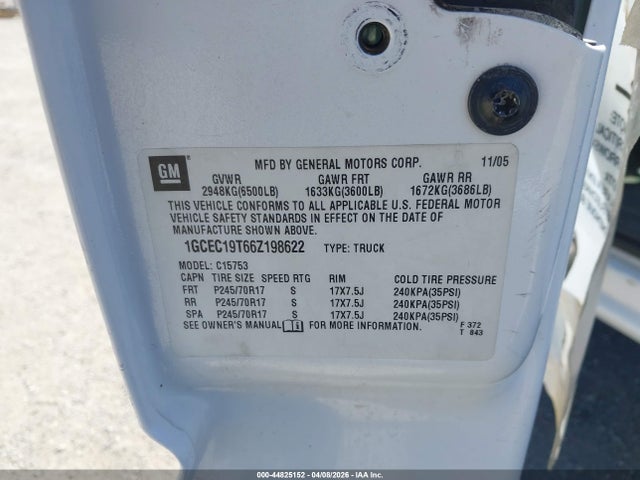 GM
MFD BY GENERAL MOTORS CORP. 11/05
GVWR GAWR FRT GAWR RR
2948KG(6500LB) 1633KG(3600LB) 1672KG(3686LB)
THIS VEHICLE CONFORMS TO ALL APPLICABLE U.S. FEDERAL MOTOR
VEHICLE SAFETY STANDARDS IN EFFECT ON THE DATE OF
MANUFACTURE SHOWN ABOVE.
1GCEC19T66Z198622 TYPE: TRUCK
MODEL: C15753
CAPN TIRE SIZE SPEED RTG RIM COLD TIRE PRESSURE
FRT P245/70R17 S 17X7.5J 240KPA(35PSI)
RR P245/70R17 S 17X7.5J 240KPA(35PSI)
SPA P245/70R17 S 17X7.5J 240KPA(35PSI)
SEE OWNER'S MANUAL FOR MORE INFORMATION.
F 372
T 843
000-44825152 - 04/08/2026 - IAA Inc.